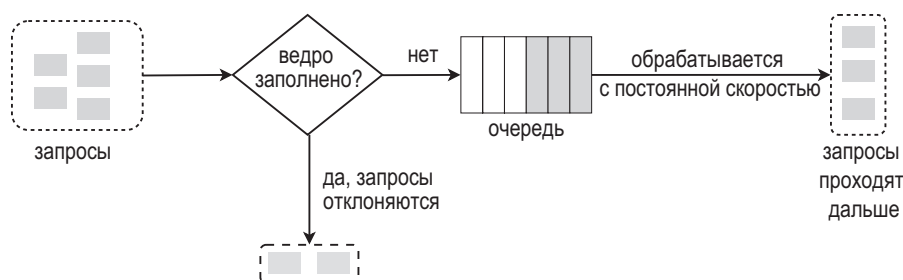 запросы
ведро
заполнено?
нет
да, запросы
отклоняются
очередь
обрабатывается
с постоянной скоростью
запросы
проходят
дальше